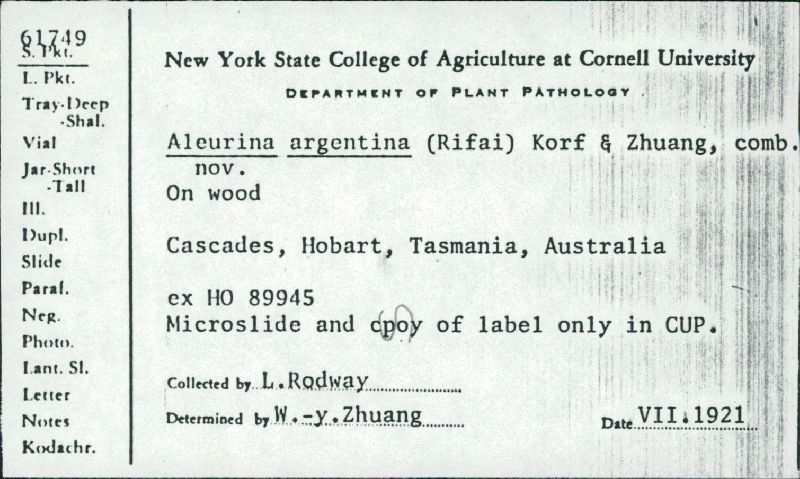 61749
S. Pkt.
L. Pkt.
Tray-Deep
-Shal.
Vial
Jar-Short
-Tall
Ill.
Dupl.
Slide
Paraf.
Neg.
Photo.
Lant. Sl.
Letter
Notes
Kodachr.
New York State College of Agriculture at Cornell University
DEPARTMENT OF PLANT PATHOLOGY
Aleurina argentina (Rifai) Korf & Zhuang, comb.
nov.
On wood
Cascades, Hobart, Tasmania, Australia
ex HO 89945
Microslide and cpoy of label only in CUP.
Collected by L.Rodway
Determined by W.-y.Zhuang
Date VII.1921